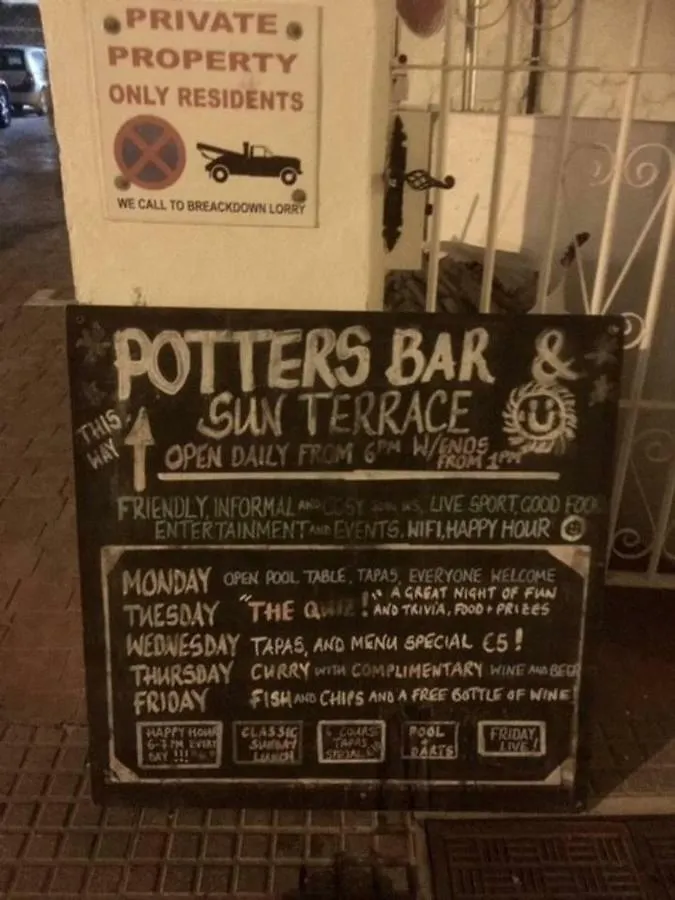 PRIVATE
PROPERTY
ONLY RESIDENTS
WE CALL TO BREACKDOWN LORRY
POTTERS BAR &
SUN TERRACE
THIS WAY
OPEN DAILY FROM 6PM W/ENDS FROM 1PM
FRIENDLY, INFORMAL AND COSY JOIN US, LIVE SPORT, GOOD FOOD
ENTERTAINMENT AND EVENTS. WIFI, HAPPY HOUR
MONDAY OPEN POOL TABLE, TAPAS, EVERYONE WELCOME
TUESDAY "THE QUIZ!" A GREAT NIGHT OF FUN AND TRIVIA, FOOD + PRIZES
WEDNESDAY TAPAS, AND MENU SPECIAL €5!
THURSDAY CURRY WITH COMPLIMENTARY WINE AND BEER
FRIDAY FISH AND CHIPS AND A FREE BOTTLE OF WINE!
HAPPY HOUR
6-7PM EVERY
DAY !!!
CLASSIC
SUNDAY
LUNCH
COURSE
TAPAS
SPECIAL
POOL
+
DARTS
FRIDAY
LIVE!